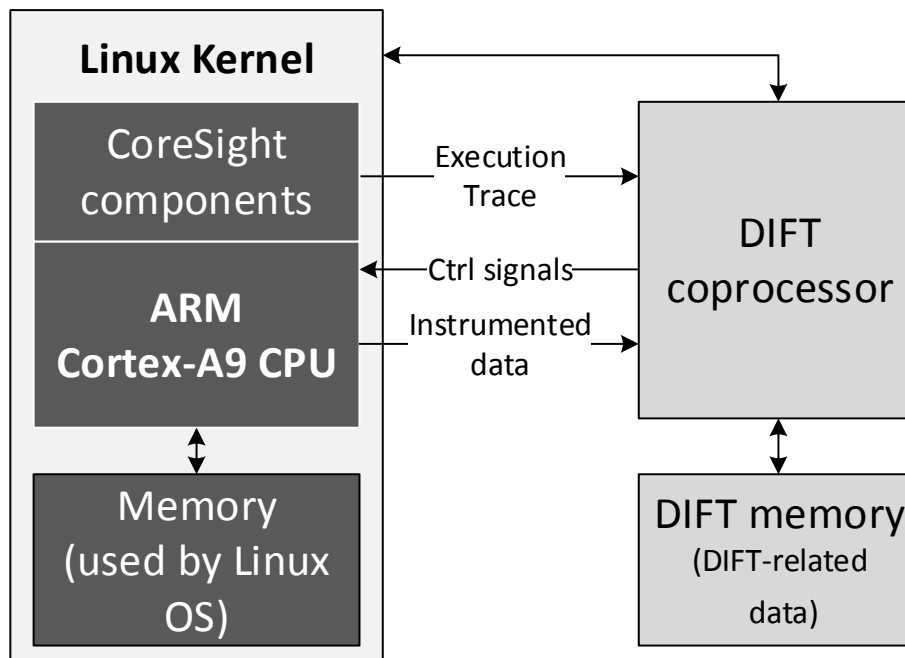 Linux Kernel
CoreSight
components
ARM
Cortex-A9 CPU
Memory
(used by Linux
OS)
Execution
Trace
Ctrl signals
Instrumented
data
DIFT
coprocessor
DIFT memory
(DIFT-related
data)